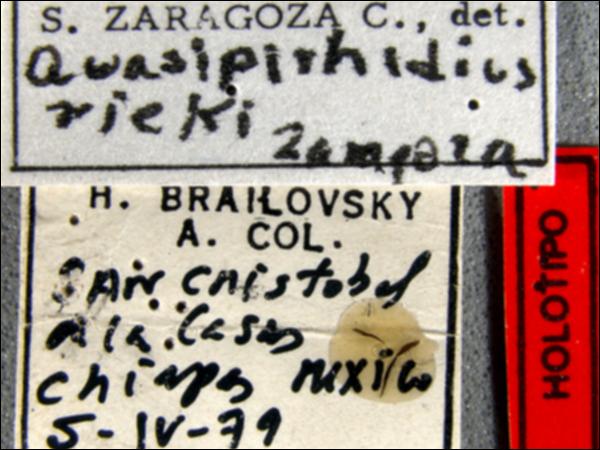 S. ZARAGOZA C., det.
Quasipirhidius
rieki
Zaragoza
H. BRAILOVSKY
A. COL.
San Cristobal
Casas
Chiapas Mexico
5-IV-79
HOLOTIPO